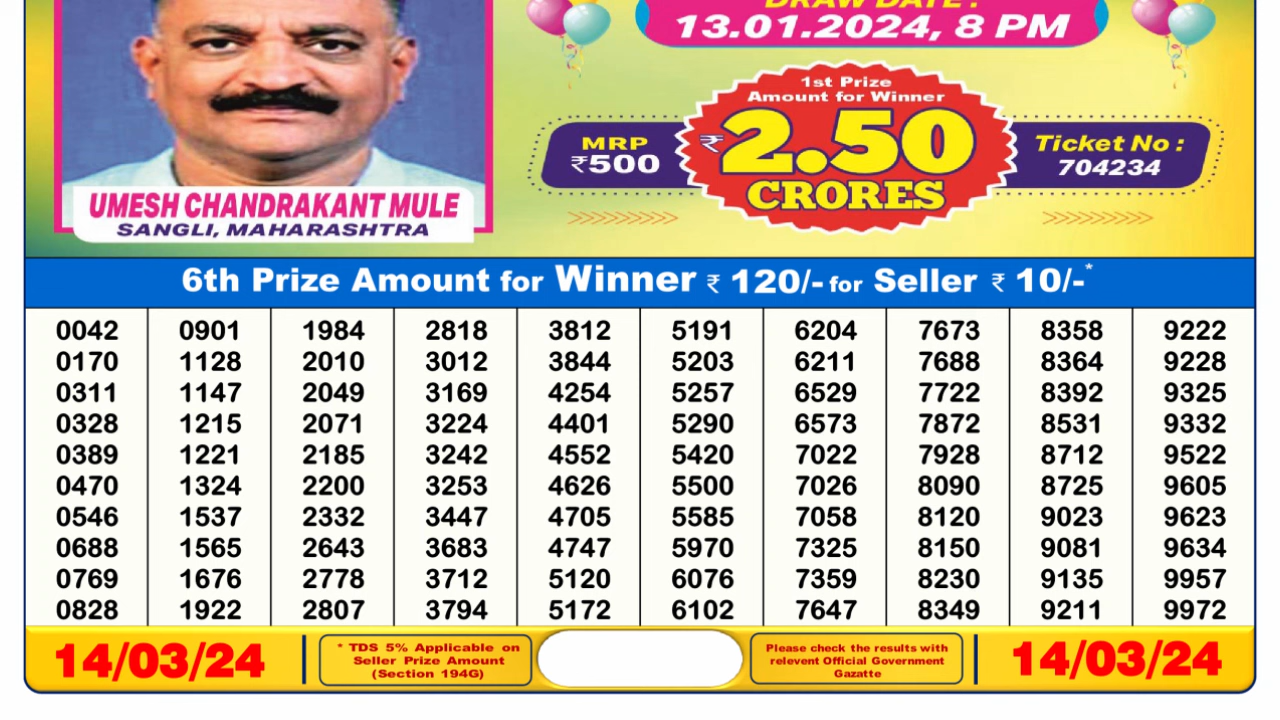 DRAW DATE :
13.01.2024, 8 PM
1st Prize
Amount for Winner
MRP
₹500
₹2.50
CRORES
Ticket No :
704234
UMESH CHANDRAKANT MULE
SANGLI, MAHARASHTRA
6th Prize Amount for Winner ₹ 120/- for Seller ₹ 10/-*
0042 0901 1984 2818 3812 5191 6204 7673 8358 9222
0170 1128 2010 3012 3844 5203 6211 7688 8364 9228
0311 1147 2049 3169 4254 5257 6529 7722 8392 9325
0328 1215 2071 3224 4401 5290 6573 7872 8531 9332
0389 1221 2185 3242 4552 5420 7022 7928 8712 9522
0470 1324 2200 3253 4626 5500 7026 8090 8725 9605
0546 1537 2332 3447 4705 5585 7058 8120 9023 9623
0688 1565 2643 3683 4747 5970 7325 8150 9081 9634
0769 1676 2778 3712 5120 6076 7359 8230 9135 9957
0828 1922 2807 3794 5172 6102 7647 8349 9211 9972
14/03/24
* TDS 5% Applicable on
Seller Prize Amount
(Section 194G)
Please check the results with
relevent Official Government
Gazatte
14/03/24